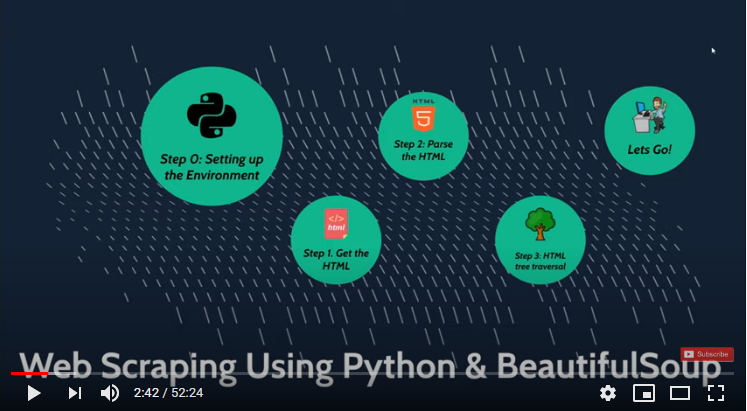 Step 0: Setting up
the Environment
HTML
5
Step 2: Parse
the HTML
Lets Go!
</>
html
Step 1. Get the
HTML
Step 3: HTML
tree traversal
Subscribe
Web Scraping Using Python & BeautifulSoup
2:42 / 52:24